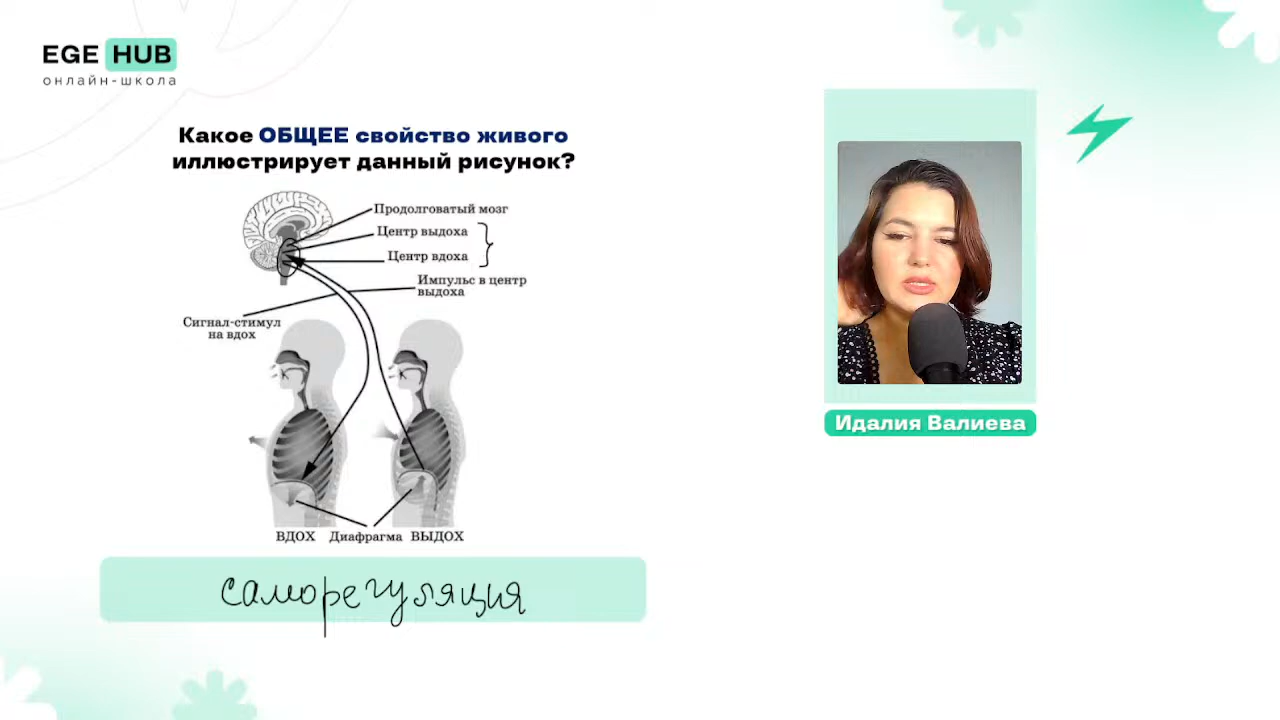 EGE HUB
онлайн-школа
Какое ОБЩЕЕ свойство живого
иллюстрирует данный рисунок?
Продолговатый мозг
Центр выдоха
Центр вдоха
Импульс в центр
выдоха
Сигнал-стимул
на вдох
ВДОХ Диафрагма ВЫДОХ
саморегуляция
Идалия Валиева